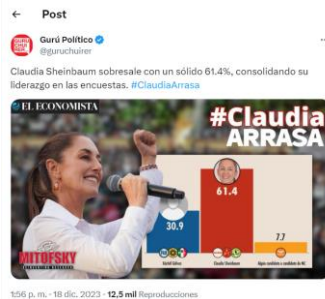 Post
Gurú Político
@guruchuirer
Claudia Sheinbaum sobresale con un sólido 61.4%, consolidando su
liderazgo en las encuestas. #ClaudiaArrasa
EL ECONOMISTA
#Claudia
ARRASA
61.4
30.9
7.7
Claudia Sheinbaum
MITOFSKY
1:56 p. m. · 18 dic. 2023 · 12,5 mil Reproducciones